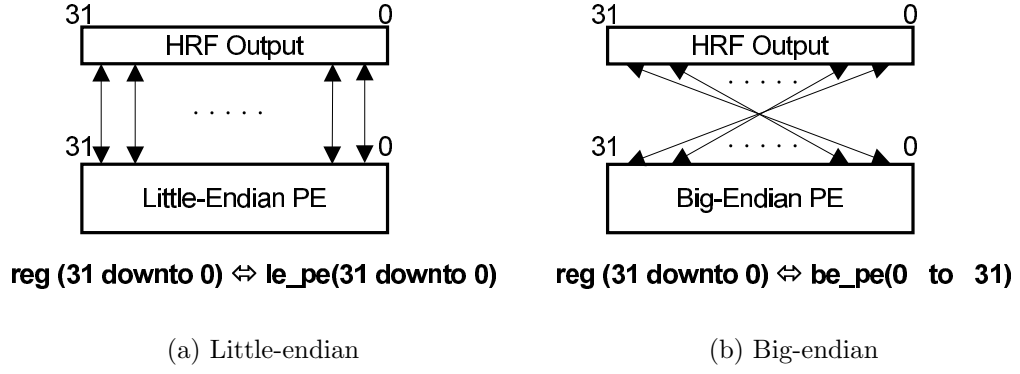 31 0
HRF Output
. . . . .
31 0
Little-Endian PE
reg (31 downto 0) ⇔ le_pe(31 downto 0)
(a) Little-endian
31 0
HRF Output
. . . . .
. . . . .
31 0
Big-Endian PE
reg (31 downto 0) ⇔ be_pe(0 to 31)
(b) Big-endian